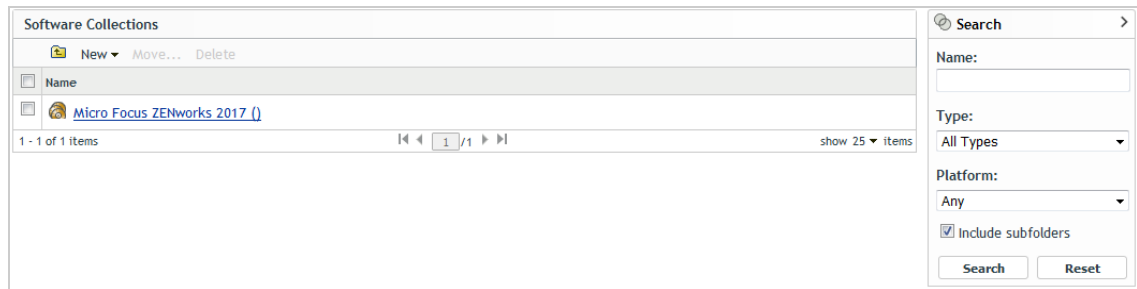 Software Collections
New Move... Delete
Name
Micro Focus ZENworks 2017 ()
1 - 1 of 1 items 1 /1 show 25 items
Search
Name:
Type:
All Types
Platform:
Any
Include subfolders
Search Reset